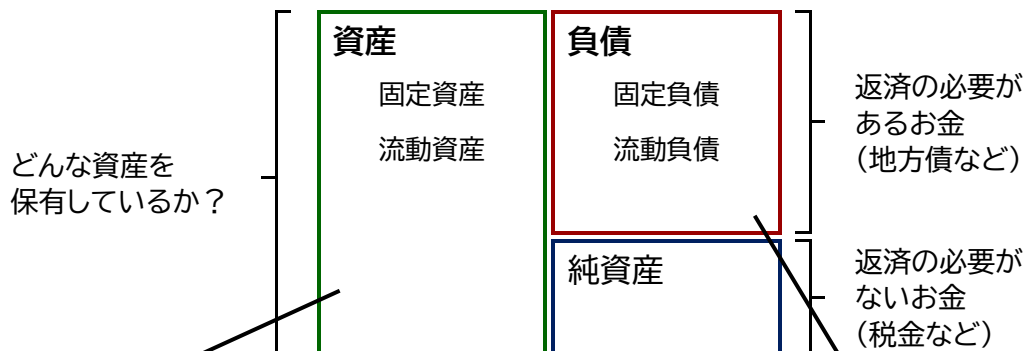 どんな資産を
保有しているか？
資産
固定資産
流動資産
負債
固定負債
流動負債
純資産
返済の必要が
あるお金
（地方債など）
返済の必要が
ないお金
（税金など）